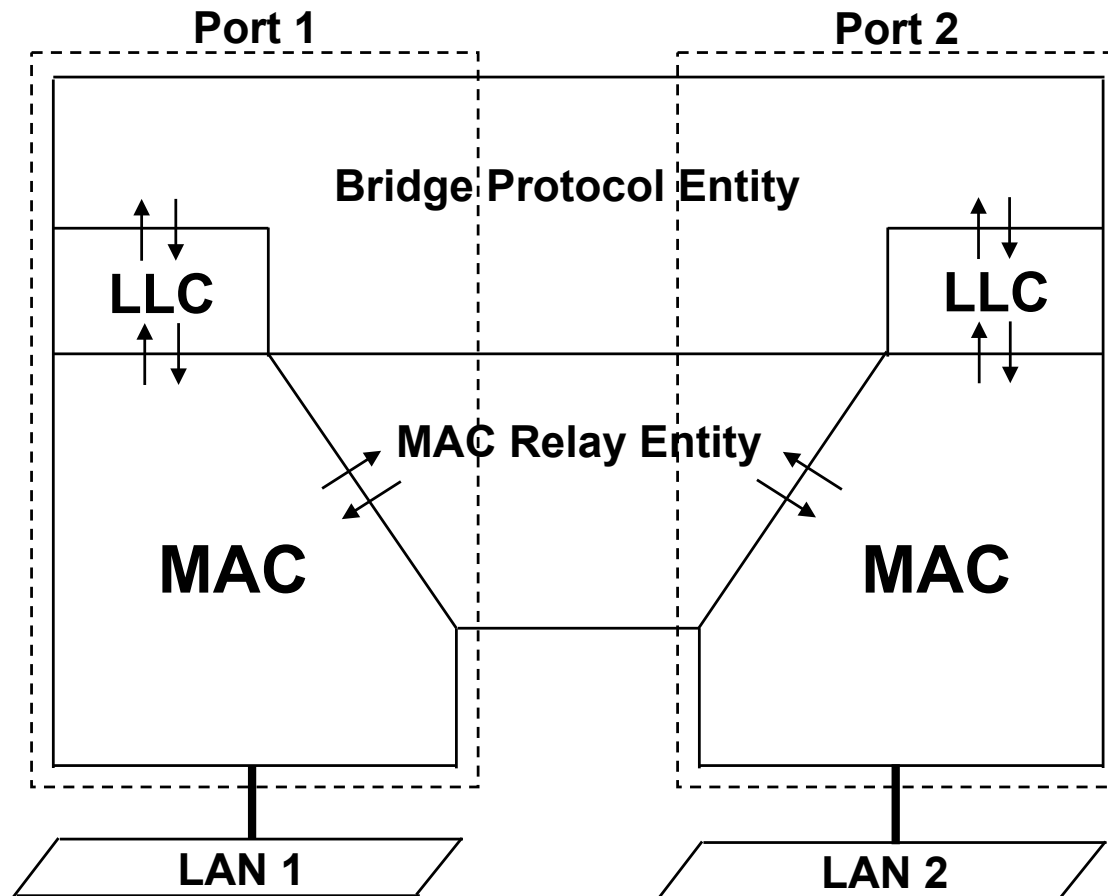 Port 1
Port 2
Bridge Protocol Entity
LLC
LLC
MAC Relay Entity
MAC
MAC
LAN 1
LAN 2